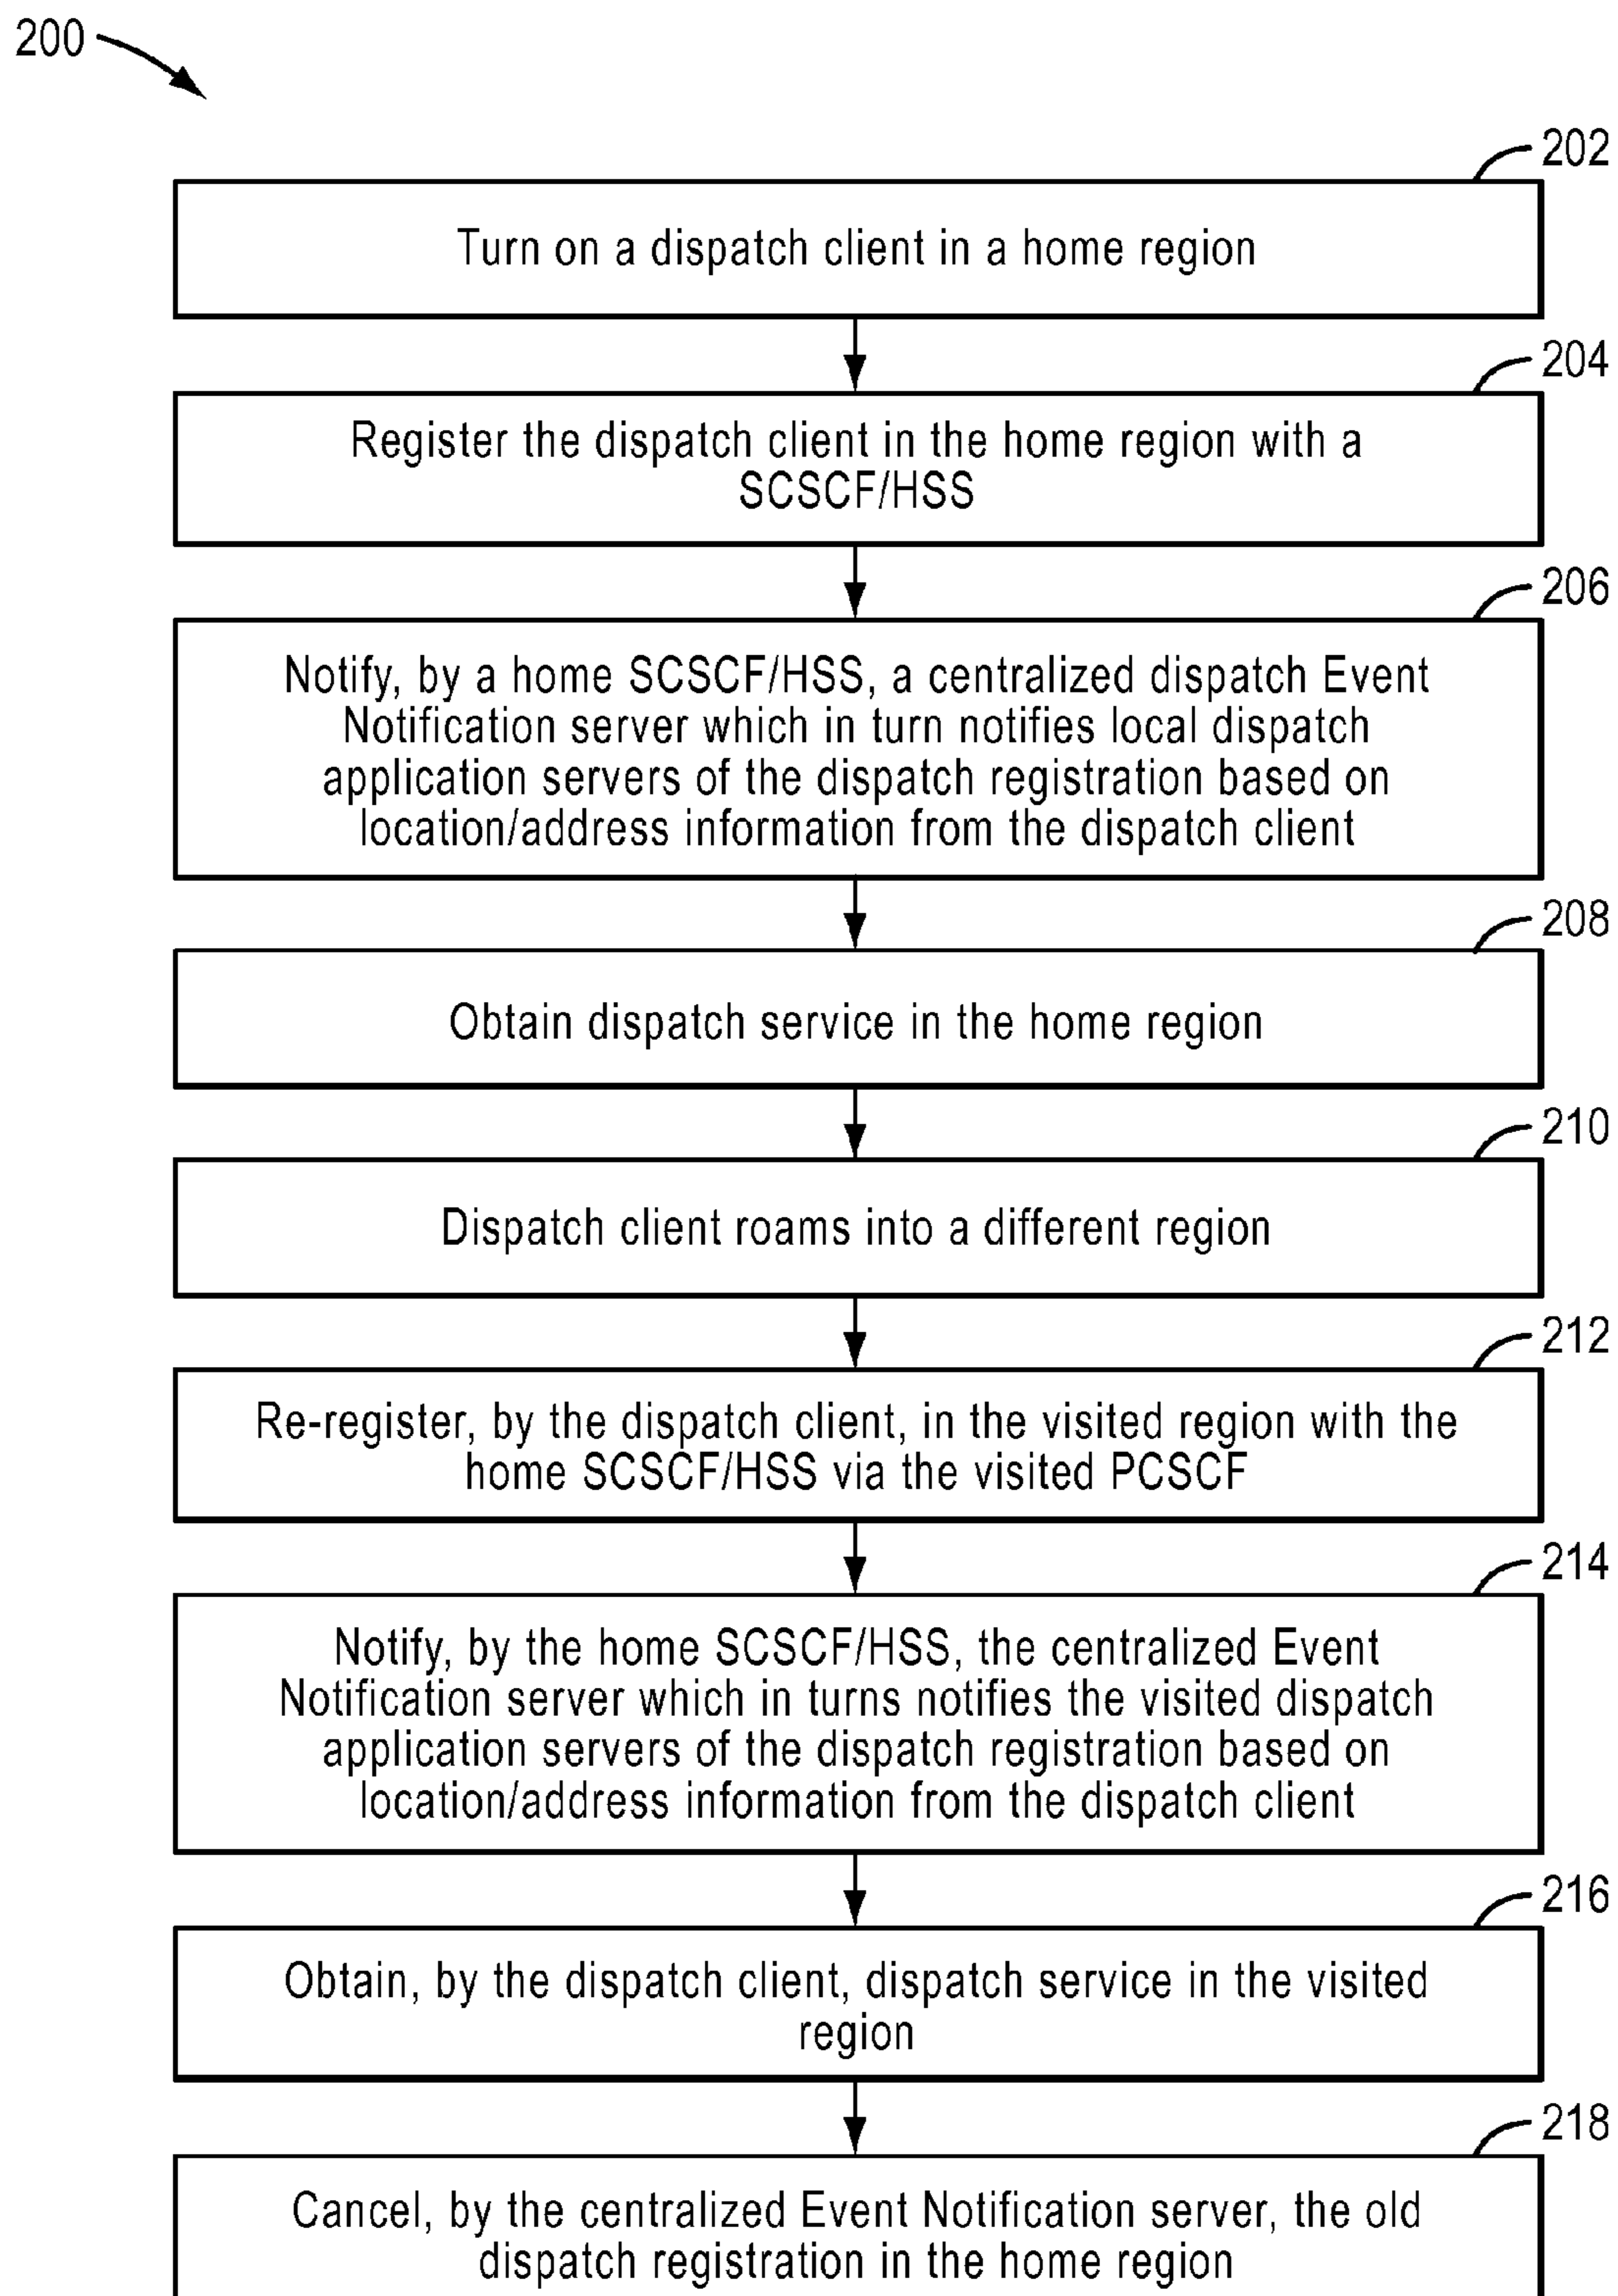 200
202
Turn on a dispatch client in a home region
204
Register the dispatch client in the home region with a
SCSCF/HSS
206
Notify, by a home SCSCF/HSS, a centralized dispatch Event
Notification server which in turn notifies local dispatch
application servers of the dispatch registration based on
location/address information from the dispatch client
208
Obtain dispatch service in the home region
210
Dispatch client roams into a different region
212
Re-register, by the dispatch client, in the visited region with the
home SCSCF/HSS via the visited PCSCF
214
Notify, by the home SCSCF/HSS, the centralized Event
Notification server which in turns notifies the visited dispatch
application servers of the dispatch registration based on
location/address information from the dispatch client
216
Obtain, by the dispatch client, dispatch service in the visited
region
218
Cancel, by the centralized Event Notification server, the old
dispatch registration in the home region